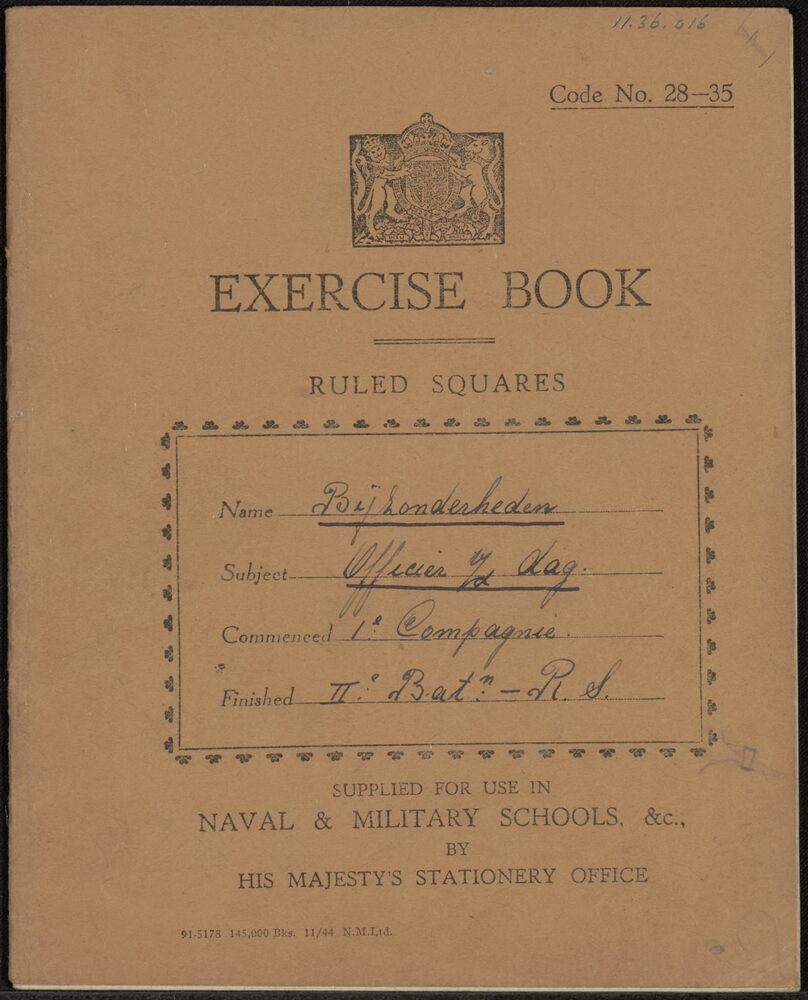 11.36.016
Code No. 28—35
EXERCISE BOOK
RULED SQUARES
Name Bijzonderheden
Subject Officier v/d dag.
Commenced 1e Compagnie.
Finished IIe Batn. – R. S.
SUPPLIED FOR USE IN
NAVAL & MILITARY SCHOOLS, &c.,
BY
HIS MAJESTY'S STATIONERY OFFICE
91-5178 145,000 Bks. 11/44 N.M.Ltd.